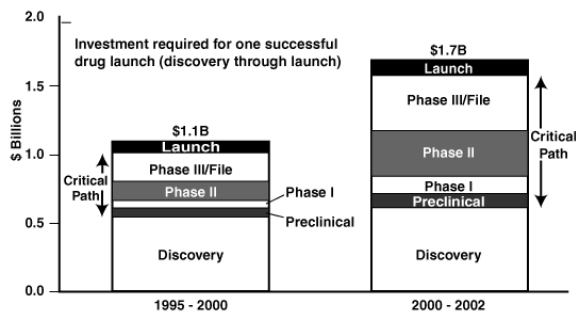 2.0
1.5
1.0
0.5
0.0
$ Billions
Investment required for one successful
drug launch (discovery through launch)
$1.1B
Launch
Phase III/File
Phase II
Phase I
Preclinical
Discovery
Critical
Path
1995 - 2000
$1.7B
Launch
Phase III/File
Phase II
Phase I
Preclinical
Discovery
Critical
Path
2000 - 2002